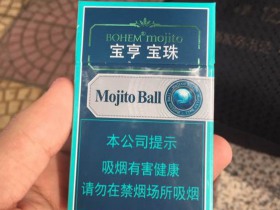 BOHEM mojito
宝亨 宝珠
Mojito Ball
本公司提示
吸烟有害健康
请勿在禁烟场所吸烟